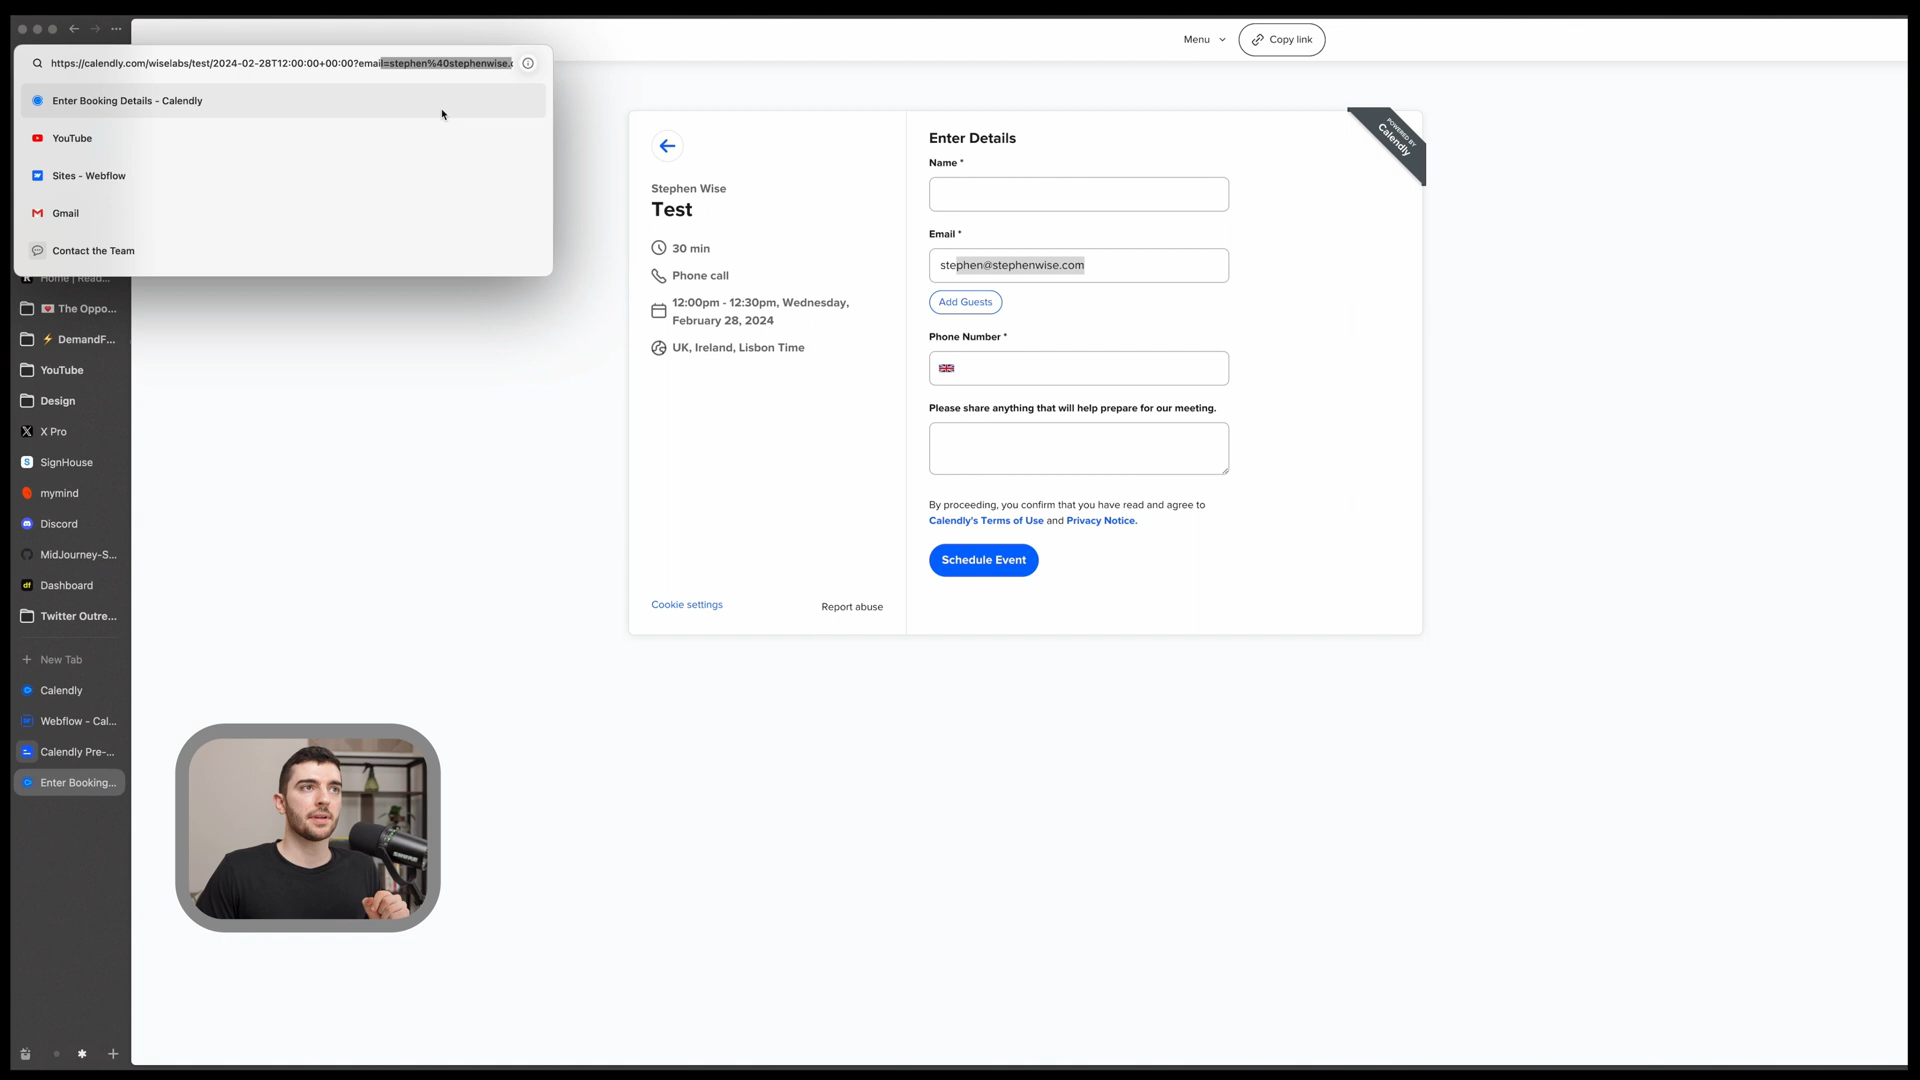 https://calendly.com/wiselabs/test/2024-02-28T12:00:00+00:00?email=stephen%40stephenwise.c
Enter Booking Details - Calendly
YouTube
Sites - Webflow
Gmail
Contact the Team
Home | Read...
The Oppo...
DemandF...
YouTube
Design
X Pro
SignHouse
mymind
Discord
MidJourney-S...
Dashboard
Twitter Outre...
New Tab
Calendly
Webflow - Cal...
Calendly Pre-...
Enter Booking...
Menu
Copy link
Stephen Wise
Test
30 min
Phone call
12:00pm - 12:30pm, Wednesday,
February 28, 2024
UK, Ireland, Lisbon Time
Cookie settings
Report abuse
Enter Details
Name *
Email *
stephen@stephenwise.com
Add Guests
Phone Number *
Please share anything that will help prepare for our meeting.
By proceeding, you confirm that you have read and agree to
Calendly's Terms of Use and Privacy Notice.
Schedule Event
POWERED BY
Calendly